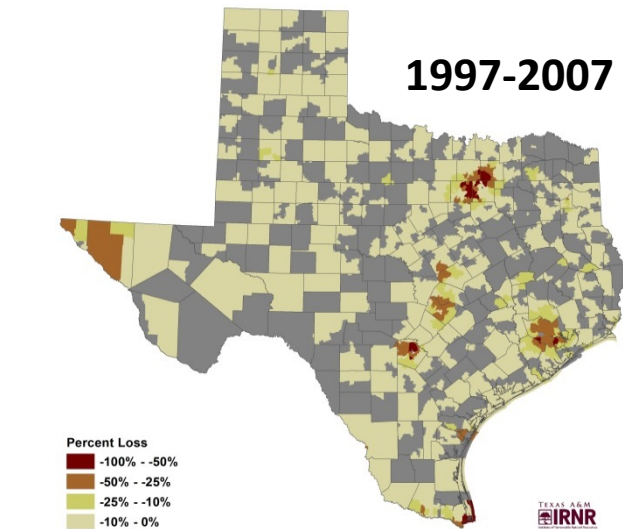 1997-2007
Percent Loss
-100% - -50%
-50% - -25%
-25% - -10%
-10% - 0%
TEXAS A&M
IRNR